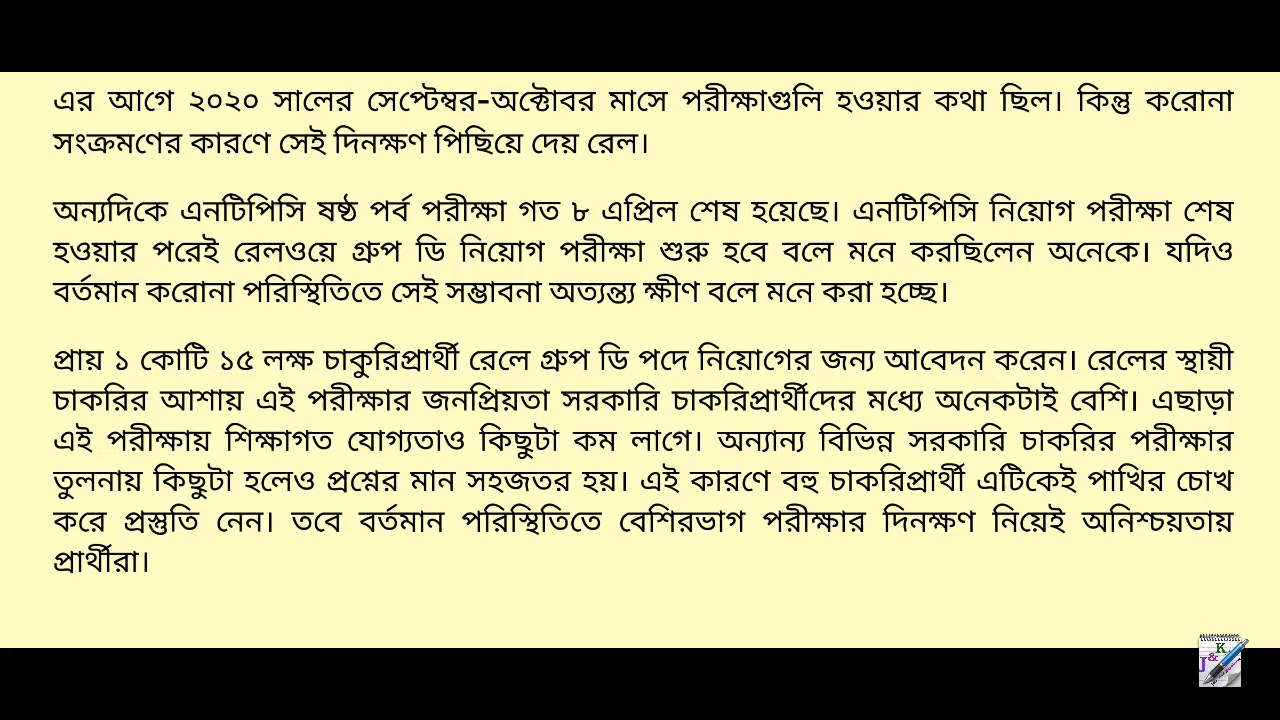 এর আগে ২০২০ সালের সেপ্টেম্বর-অক্টোবর মাসে পরীক্ষাগুলি হওয়ার কথা ছিল। কিন্তু করোনা
সংক্রমণের কারণে সেই দিনক্ষণ পিছিয়ে দেয় রেল।
অন্যদিকে এনটিপিসি ষষ্ঠ পর্ব পরীক্ষা গত ৮ এপ্রিল শেষ হয়েছে। এনটিপিসি নিয়োগ পরীক্ষা শেষ
হওয়ার পরেই রেলওয়ে গ্রুপ ডি নিয়োগ পরীক্ষা শুরু হবে বলে মনে করছিলেন অনেকে। যদিও
বর্তমান করোনা পরিস্থিতিতে সেই সম্ভাবনা অত্যন্ত্য ক্ষীণ বলে মনে করা হচ্ছে।
প্রায় ১ কোটি ১৫ লক্ষ চাকুরিপ্রার্থী রেলে গ্রুপ ডি পদে নিয়োগের জন্য আবেদন করেন। রেলের স্থায়ী
চাকরির আশায় এই পরীক্ষার জনপ্রিয়তা সরকারি চাকরিপ্রার্থীদের মধ্যে অনেকটাই বেশি। এছাড়া
এই পরীক্ষায় শিক্ষাগত যোগ্যতাও কিছুটা কম লাগে। অন্যান্য বিভিন্ন সরকারি চাকরির পরীক্ষার
তুলনায় কিছুটা হলেও প্রশ্নের মান সহজতর হয়। এই কারণে বহু চাকরিপ্রার্থী এটিকেই পাখির চোখ
করে প্রস্তুতি নেন। তবে বর্তমান পরিস্থিতিতে বেশিরভাগ পরীক্ষার দিনক্ষণ নিয়েই অনিশ্চয়তায়
প্রার্থীরা।
J&K